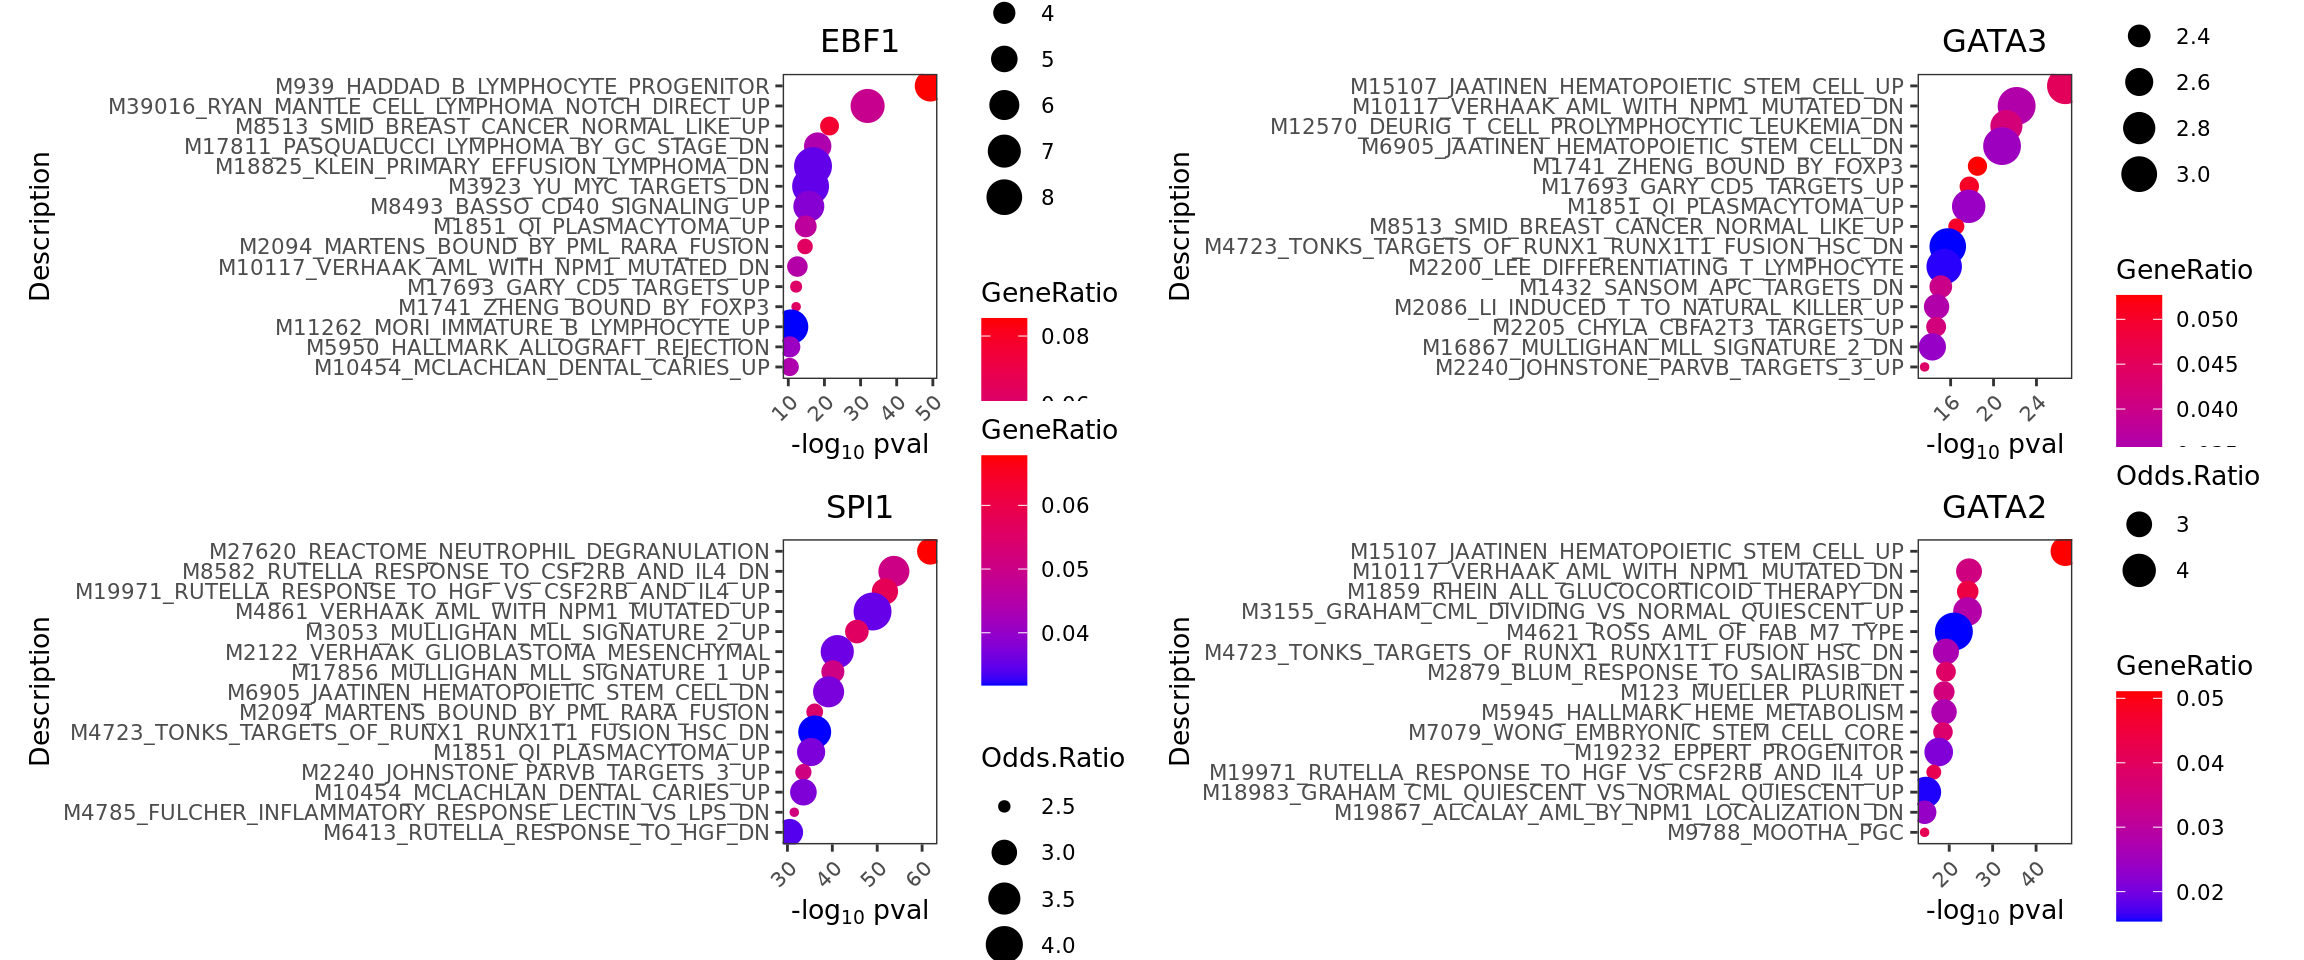 EBF1
Description
M939_HADDAD_B_LYMPHOCYTE_PROGENITOR
M39016_RYAN_MANTLE_CELL_LYMPHOMA_NOTCH_DIRECT_UP
M8513_SMID_BREAST_CANCER_NORMAL_LIKE_UP
M17811_PASQUALUCCI_LYMPHOMA_BY_GC_STAGE_DN
M18825_KLEIN_PRIMARY_EFFUSION_LYMPHOMA_DN
M3923_YU_MYC_TARGETS_DN
M8493_BASSO_CD40_SIGNALING_UP
M1851_QI_PLASMACYTOMA_UP
M2094_MARTENS_BOUND_BY_PML_RARA_FUSION
M10117_VERHAAK_AML_WITH_NPM1_MUTATED_DN
M17693_GARY_CD5_TARGETS_UP
M1741_ZHENG_BOUND_BY_FOXP3
M11262_MORI_IMMATURE_B_LYMPHOCYTE_UP
M5950_HALLMARK_ALLOGRAFT_REJECTION
M10454_MCLACHLAN_DENTAL_CARIES_UP
10 20 30 40 50
-log10 pval
4
5
6
7
8
GeneRatio
0.08
GATA3
Description
M15107_JAATINEN_HEMATOPOIETIC_STEM_CELL_UP
M10117_VERHAAK_AML_WITH_NPM1_MUTATED_DN
M12570_DEURIG_T_CELL_PROLYMPHOCYTIC_LEUKEMIA_DN
M6905_JAATINEN_HEMATOPOIETIC_STEM_CELL_DN
M1741_ZHENG_BOUND_BY_FOXP3
M17693_GARY_CD5_TARGETS_UP
M1851_QI_PLASMACYTOMA_UP
M8513_SMID_BREAST_CANCER_NORMAL_LIKE_UP
M4723_TONKS_TARGETS_OF_RUNX1_RUNX1T1_FUSION_HSC_DN
M2200_LEE_DIFFERENTIATING_T_LYMPHOCYTE
M1432_SANSOM_APC_TARGETS_DN
M2086_LI_INDUCED_T_TO_NATURAL_KILLER_UP
M2205_CHYLA_CBFA2T3_TARGETS_UP
M16867_MULLIGHAN_MLL_SIGNATURE_2_DN
M2240_JOHNSTONE_PARVB_TARGETS_3_UP
16 20 24
-log10 pval
2.4
2.6
2.8
3.0
GeneRatio
0.050
0.045
0.040
SPI1
Description
M27620_REACTOME_NEUTROPHIL_DEGRANULATION
M8582_RUTELLA_RESPONSE_TO_CSF2RB_AND_IL4_DN
M19971_RUTELLA_RESPONSE_TO_HGF_VS_CSF2RB_AND_IL4_UP
M4861_VERHAAK_AML_WITH_NPM1_MUTATED_UP
M3053_MULLIGHAN_MLL_SIGNATURE_2_UP
M2122_VERHAAK_GLIOBLASTOMA_MESENCHYMAL
M17856_MULLIGHAN_MLL_SIGNATURE_1_UP
M6905_JAATINEN_HEMATOPOIETIC_STEM_CELL_DN
M2094_MARTENS_BOUND_BY_PML_RARA_FUSION
M4723_TONKS_TARGETS_OF_RUNX1_RUNX1T1_FUSION_HSC_DN
M1851_QI_PLASMACYTOMA_UP
M2240_JOHNSTONE_PARVB_TARGETS_3_UP
M10454_MCLACHLAN_DENTAL_CARIES_UP
M4785_FULCHER_INFLAMMATORY_RESPONSE_LECTIN_VS_LPS_DN
M6413_RUTELLA_RESPONSE_TO_HGF_DN
30 40 50 60
-log10 pval
GeneRatio
0.06
0.05
0.04
Odds.Ratio
2.5
3.0
3.5
4.0
GATA2
Description
M15107_JAATINEN_HEMATOPOIETIC_STEM_CELL_UP
M10117_VERHAAK_AML_WITH_NPM1_MUTATED_DN
M1859_RHEIN_ALL_GLUCOCORTICOID_THERAPY_DN
M3155_GRAHAM_CML_DIVIDING_VS_NORMAL_QUIESCENT_UP
M4621_ROSS_AML_OF_FAB_M7_TYPE
M4723_TONKS_TARGETS_OF_RUNX1_RUNX1T1_FUSION_HSC_DN
M2879_BLUM_RESPONSE_TO_SALIRASIB_DN
M123_MUELLER_PLURINET
M5945_HALLMARK_HEME_METABOLISM
M7079_WONG_EMBRYONIC_STEM_CELL_CORE
M19232_EPPERT_PROGENITOR
M19971_RUTELLA_RESPONSE_TO_HGF_VS_CSF2RB_AND_IL4_UP
M18983_GRAHAM_CML_QUIESCENT_VS_NORMAL_QUIESCENT_UP
M19867_ALCALAY_AML_BY_NPM1_LOCALIZATION_DN
M9788_MOOTHA_PGC
20 30 40
-log10 pval
Odds.Ratio
3
4
GeneRatio
0.05
0.04
0.03
0.02